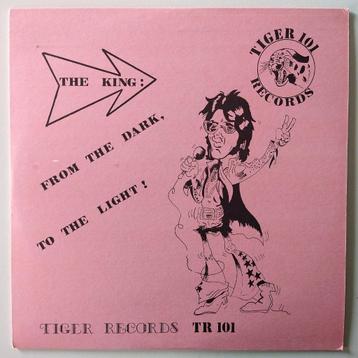 THE KING:
FROM THE DARK,
TO THE LIGHT!
TIGER 101
RECORDS
TIGER RECORDS TR 101